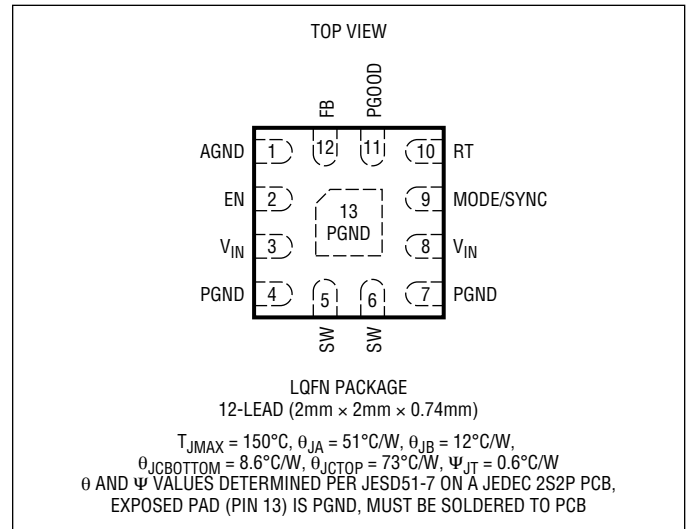 TOP VIEW
FB
PGOOD
AGND 1 12 11 10 RT
EN 2 9 MODE/SYNC
13
PGND
VIN 3 8 VIN
PGND 4 5 6 7 PGND
SW
SW
LQFN PACKAGE
12-LEAD (2mm × 2mm × 0.74mm)
TJMAX = 150°C, θJA = 51°C/W, θJB = 12°C/W,
θJCBOTTOM = 8.6°C/W, θJCTOP = 73°C/W, ΨJT = 0.6°C/W
θ AND Ψ VALUES DETERMINED PER JESD51-7 ON A JEDEC 2S2P PCB,
EXPOSED PAD (PIN 13) IS PGND, MUST BE SOLDERED TO PCB